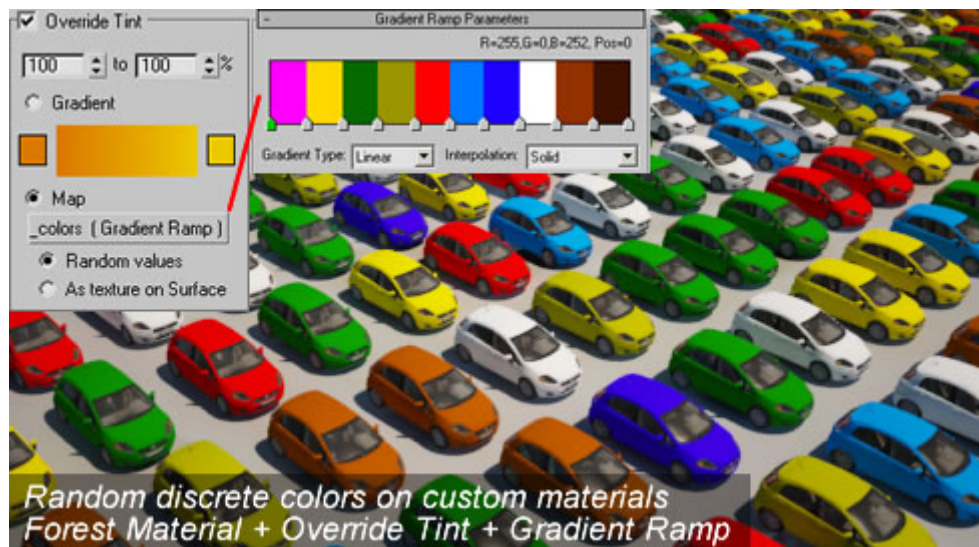 Override Tint
100 to 100 %
Gradient
Map
_colors ( Gradient Ramp )
Random values
As texture on Surface
- Gradient Ramp Parameters
R=255,G=0,B=252, Pos=0
Gradient Type: Linear Interpolation: Solid
Random discrete colors on custom materials
Forest Material + Override Tint + Gradient Ramp